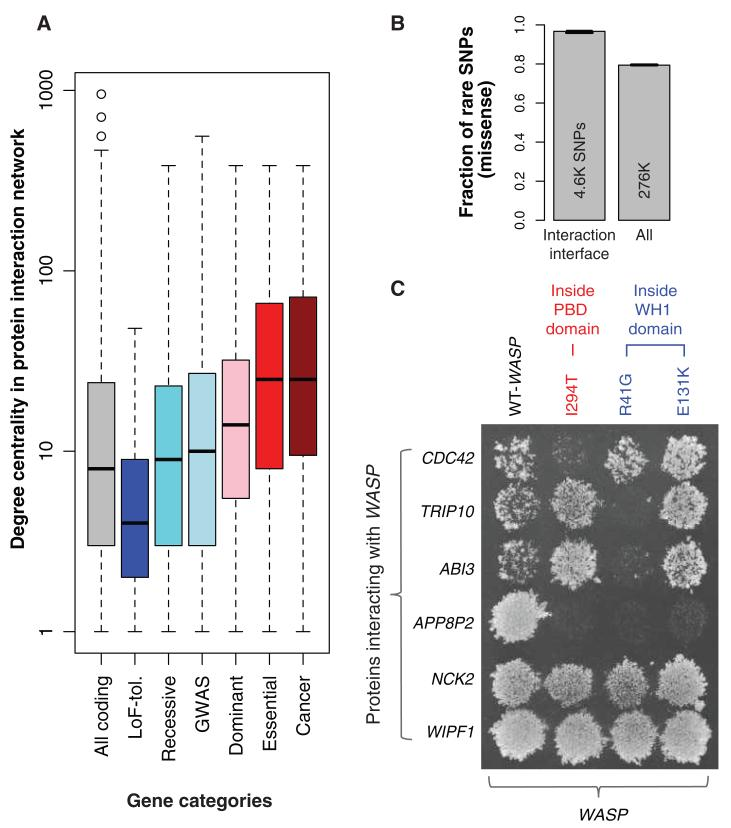 A
Degree centrality in protein interaction network
1000
100
10
1
All coding
LoF-tol.
Recessive
GWAS
Dominant
Essential
Cancer
Gene categories
B
Fraction of rare SNPs
(missense)
1.0
0.8
0.6
0.4
0.2
0.0
4.6K SNPs
276K
Interaction
interface
All
C
Inside
PBD
domain
Inside
WH1
domain
WT-WASP
I294T
R41G
E131K
Proteins interacting with WASP
CDC42
TRIP10
ABI3
APP8P2
NCK2
WIPF1
WASP